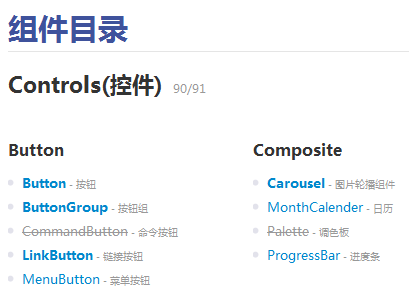 组件目录
Controls(控件) 90/91
Button
Button - 按钮
ButtonGroup - 按钮组
CommandButton - 命令按钮
LinkButton - 链接按钮
MenuButton - 菜单按钮
Composite
Carousel - 图片轮播组件
MonthCalender - 日历
Palette - 调色板
ProgressBar - 进度条